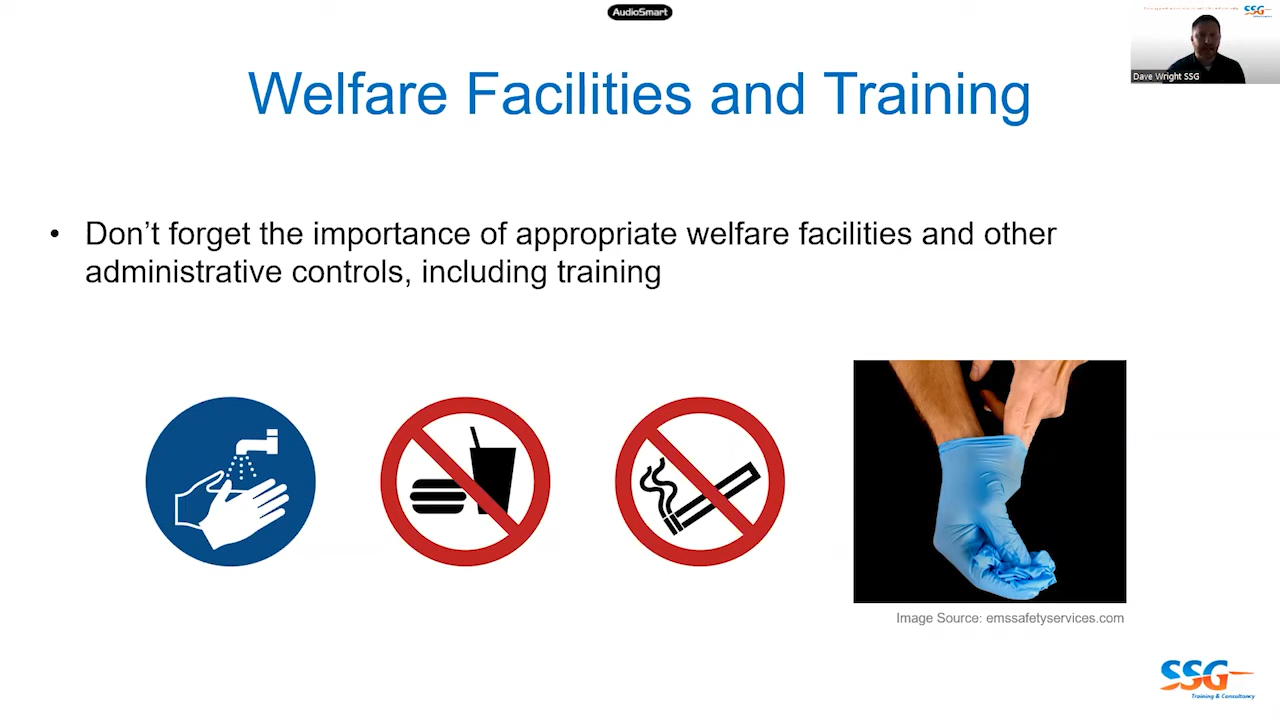 AudioSmart
SSG
Dave Wright SSG
Welfare Facilities and Training
• Don’t forget the importance of appropriate welfare facilities and other
administrative controls, including training
Image Source: emssafetyservices.com
SSG
Training & Consultancy